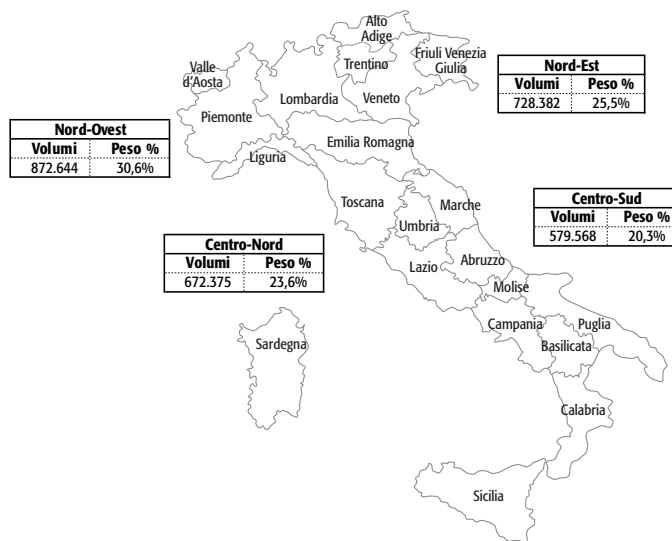 Alto
Adige
Friuli Venezia
Giulia
Trentino
Valle
d'Aosta
Lombardia
Veneto
Piemonte
Nord-Est
Volumi Peso %
728.382 25,5%
Nord-Ovest
Volumi Peso %
872.644 30,6%
Emilia Romagna
Liguria
Toscana
Marche
Umbria
Centro-Sud
Volumi Peso %
579.568 20,3%
Centro-Nord
Volumi Peso %
672.375 23,6%
Lazio
Abruzzo
Molise
Campania
Puglia
Basilicata
Sardegna
Calabria
Sicilia